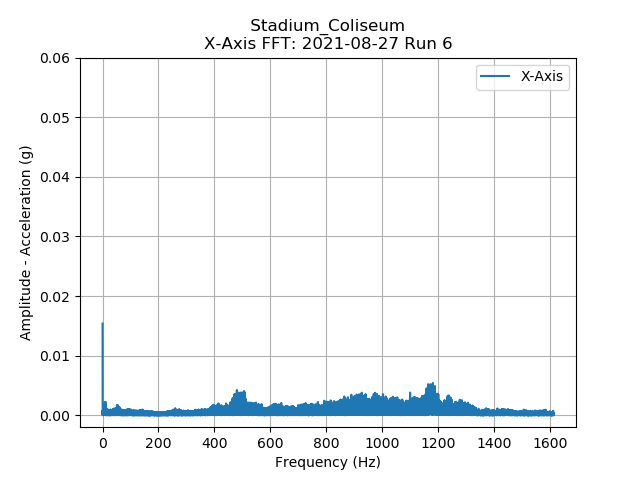 Stadium_Coliseum
X-Axis FFT: 2021-08-27 Run 6
X-Axis
Amplitude - Acceleration (g)
0.06
0.05
0.04
0.03
0.02
0.01
0.00
0 200 400 600 800 1000 1200 1400 1600
Frequency (Hz)